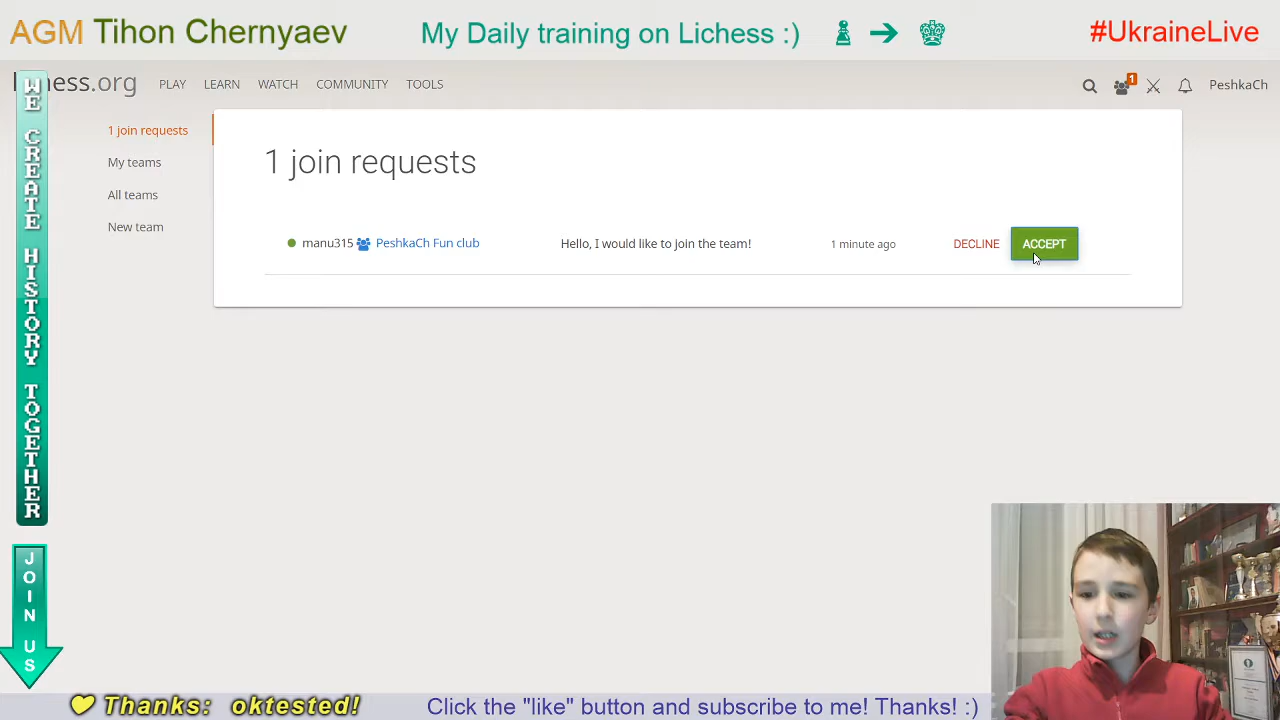 AGM Tihon Chernyaev
My Daily training on Lichess :)
#UkraineLive
ness.org
PLAY
LEARN
WATCH
COMMUNITY
TOOLS
1
PeshkaCh
1 join requests
My teams
All teams
New team
1 join requests
manu315 PeshkaCh Fun club
Hello, I would like to join the team!
1 minute ago
DECLINE
ACCEPT
WE CREATE HISTORY TOGETHER
JOIN US
Thanks: oktested!
Click the "like" button and subscribe to me! Thanks! :)